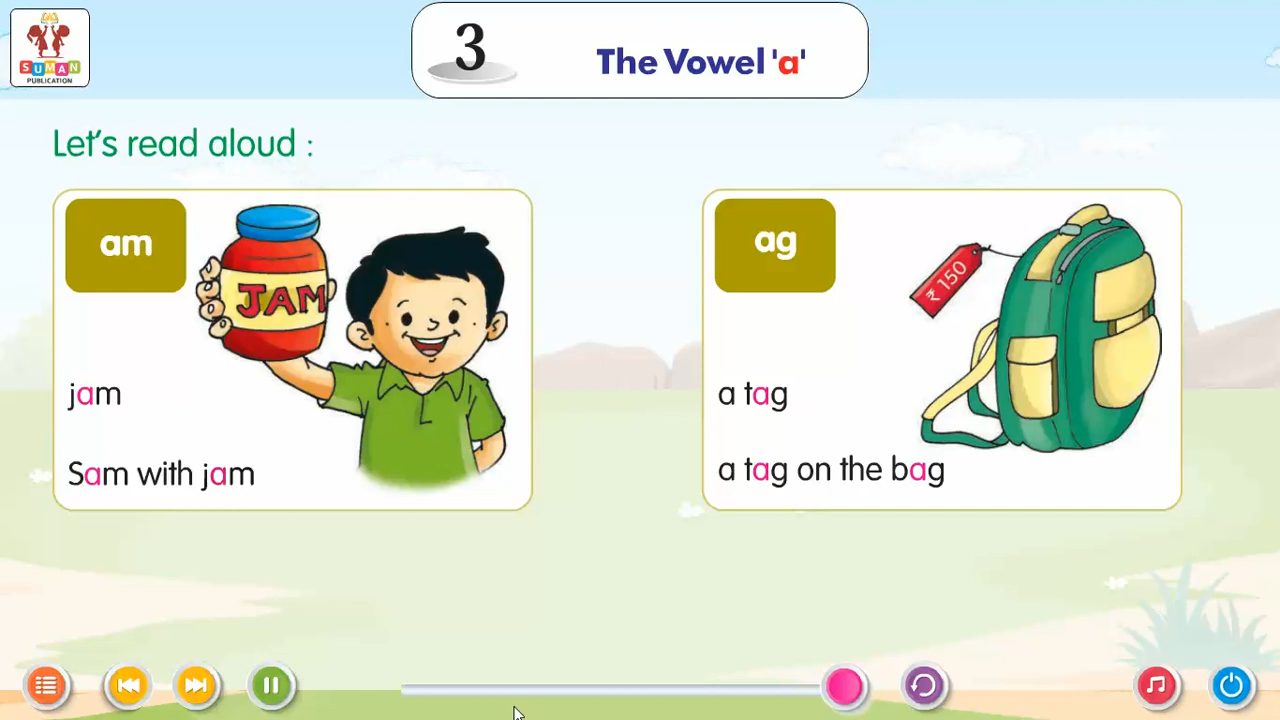 SUMAN
PUBLICATION
3
The Vowel 'a'
Let's read aloud :
am
JAM
jam
Sam with jam
ag
₹ 150
a tag
a tag on the bag